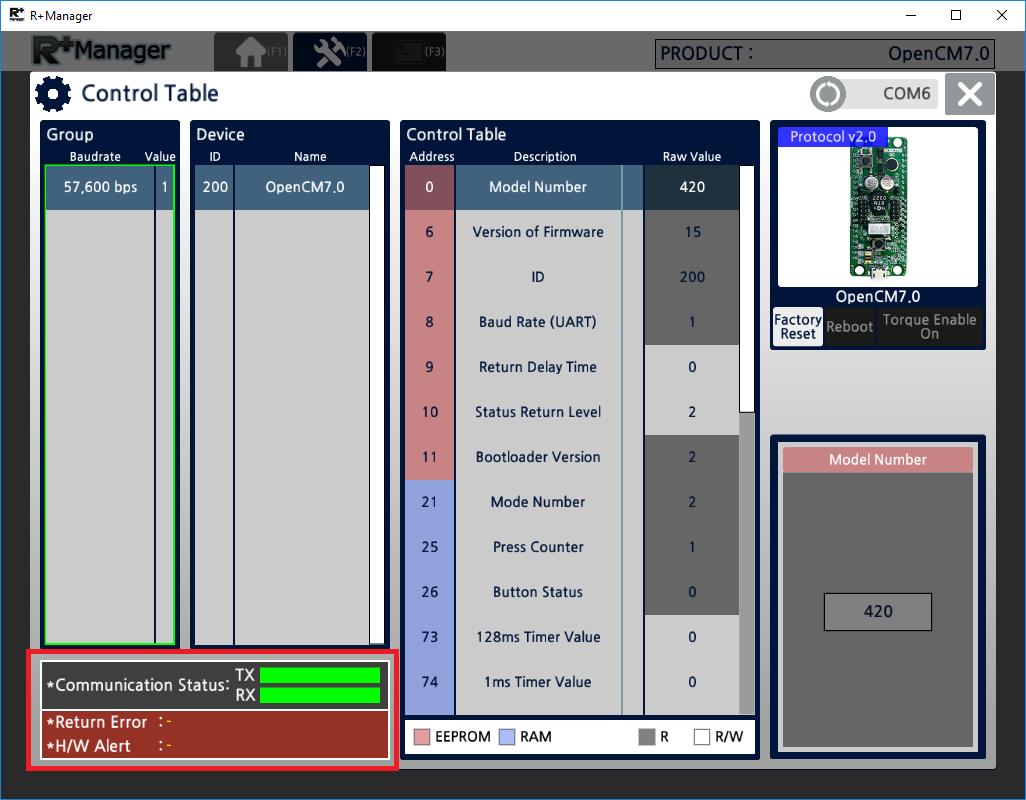 R+Manager
R+Manager (F1) (F2) (F3) PRODUCT : OpenCM7.0
Control Table COM6
Group
Baudrate Value
57,600 bps 1
Device
ID Name
200 OpenCM7.0
Control Table
Address Description Raw Value
0 Model Number 420
6 Version of Firmware 15
7 ID 200
8 Baud Rate (UART) 1
9 Return Delay Time 0
10 Status Return Level 2
11 Bootloader Version 2
21 Mode Number 2
25 Press Counter 1
26 Button Status 0
73 128ms Timer Value 0
74 1ms Timer Value 0
EEPROM RAM R R/W
Protocol v2.0
OpenCM7.0
Factory Reset Reboot Torque Enable On
Model Number
420
*Communication Status: TX
RX
*Return Error : -
*H/W Alert : -